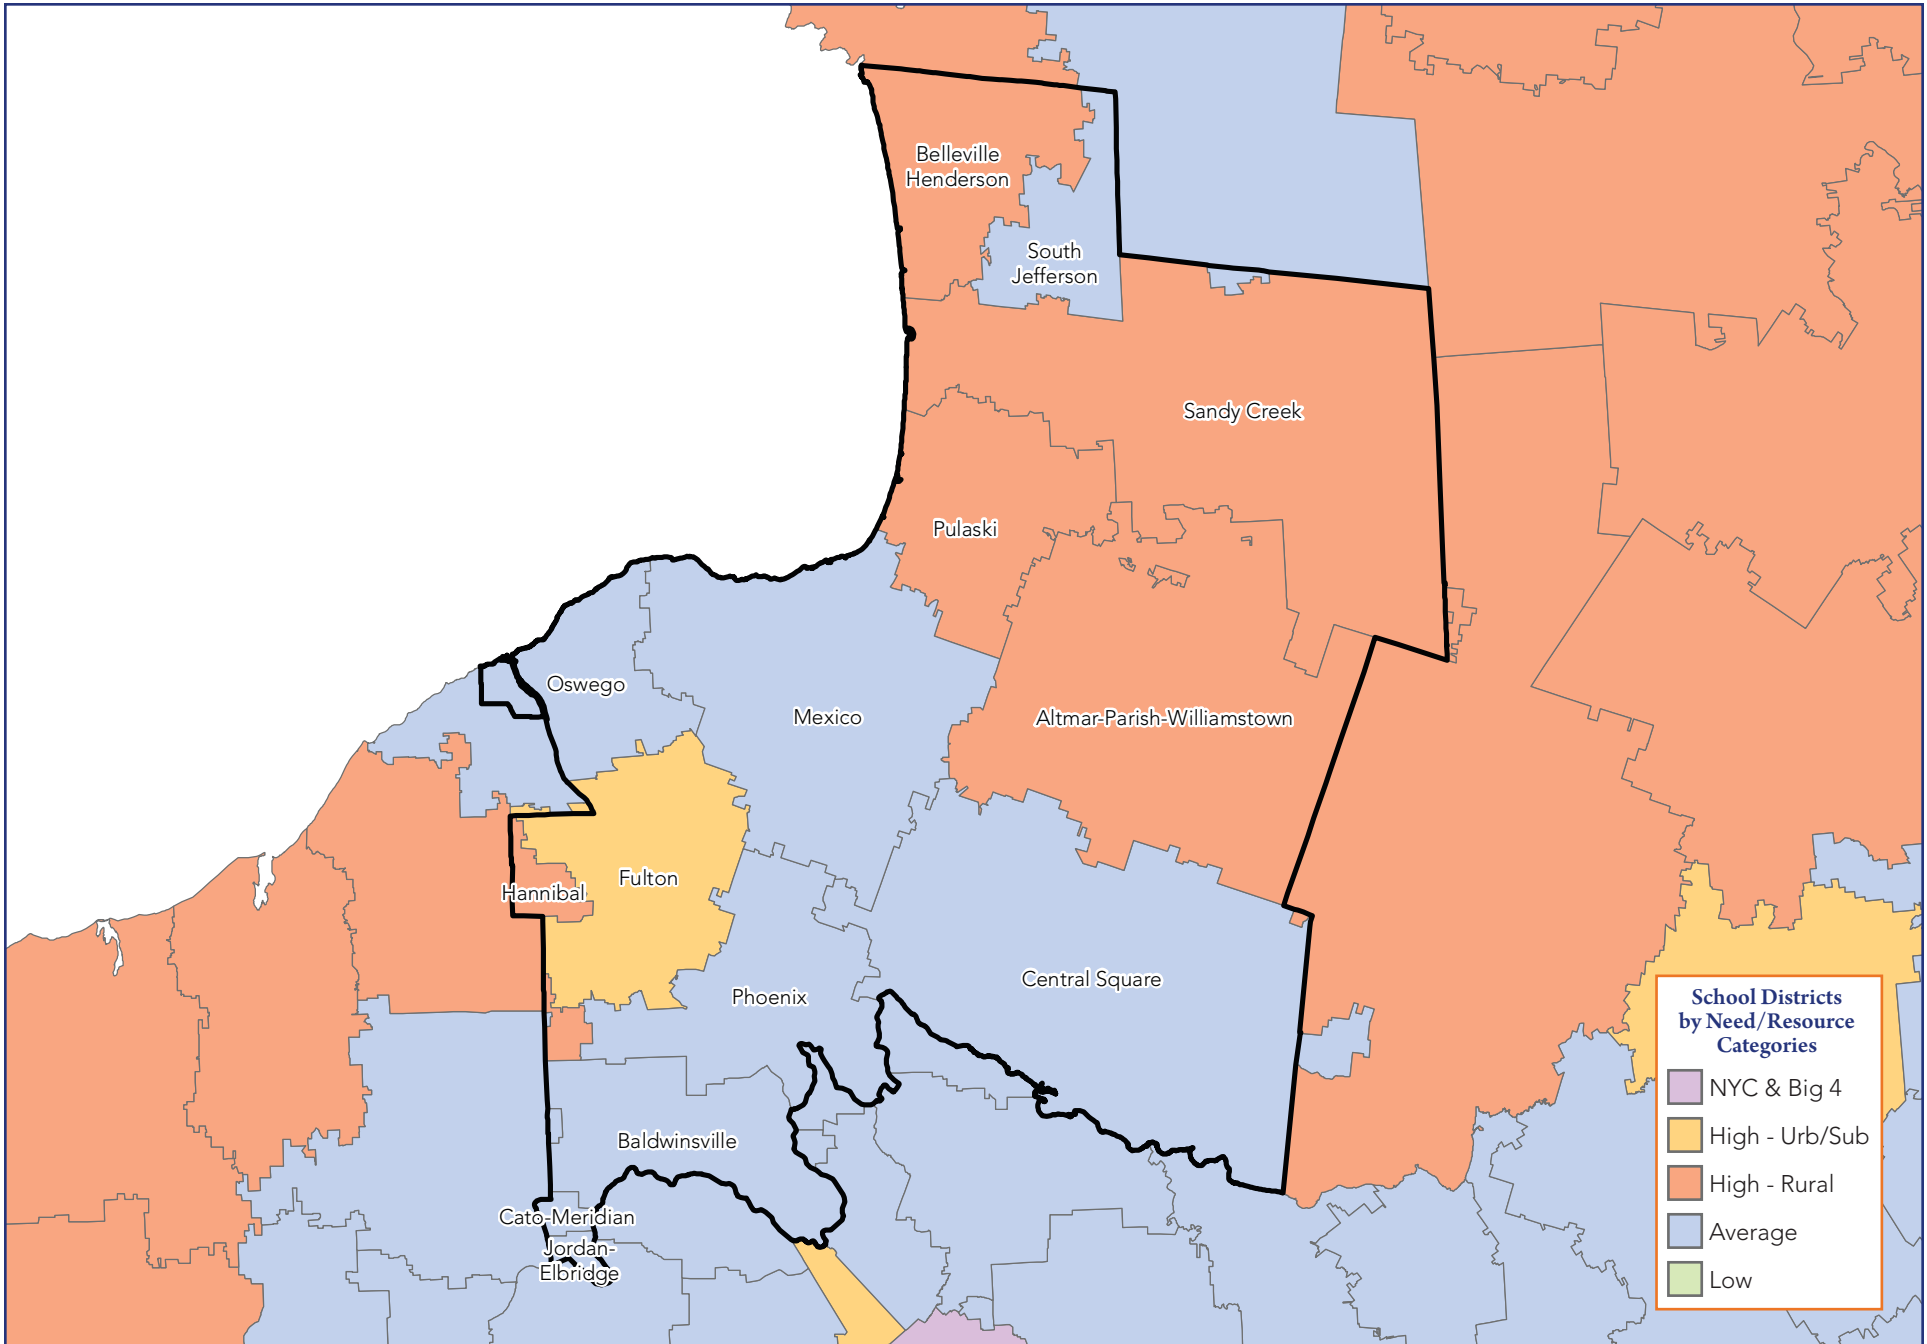 Belleville
Henderson
South
Jefferson
Sandy Creek
Pulaski
Oswego
Mexico
Altmar-Parish-Williamstown
Hannibal
Fulton
Central Square
Phoenix
Baldwinsville
Cato-Meridian
Jordan-
Elbridge
School Districts
by Need/Resource
Categories
NYC & Big 4
High - Urb/Sub
High - Rural
Average
Low